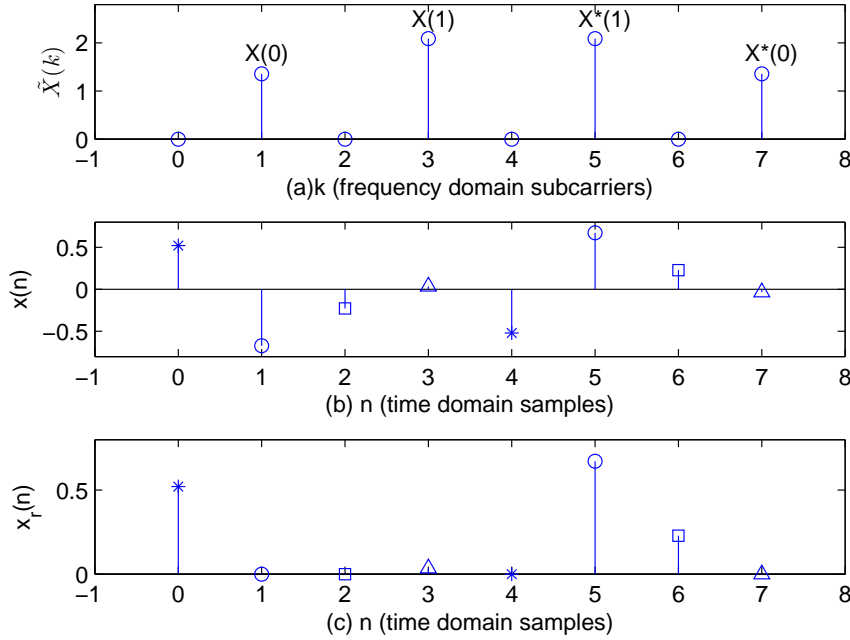 X(0)
X(1)
X*(1)
X*(0)
X̃(k)
2
1
0
−1 0 1 2 3 4 5 6 7 8
(a)k (frequency domain subcarriers)
x(n)
0.5
0
−0.5
−1 0 1 2 3 4 5 6 7 8
(b) n (time domain samples)
x_r(n)
0.5
0
−1 0 1 2 3 4 5 6 7 8
(c) n (time domain samples)